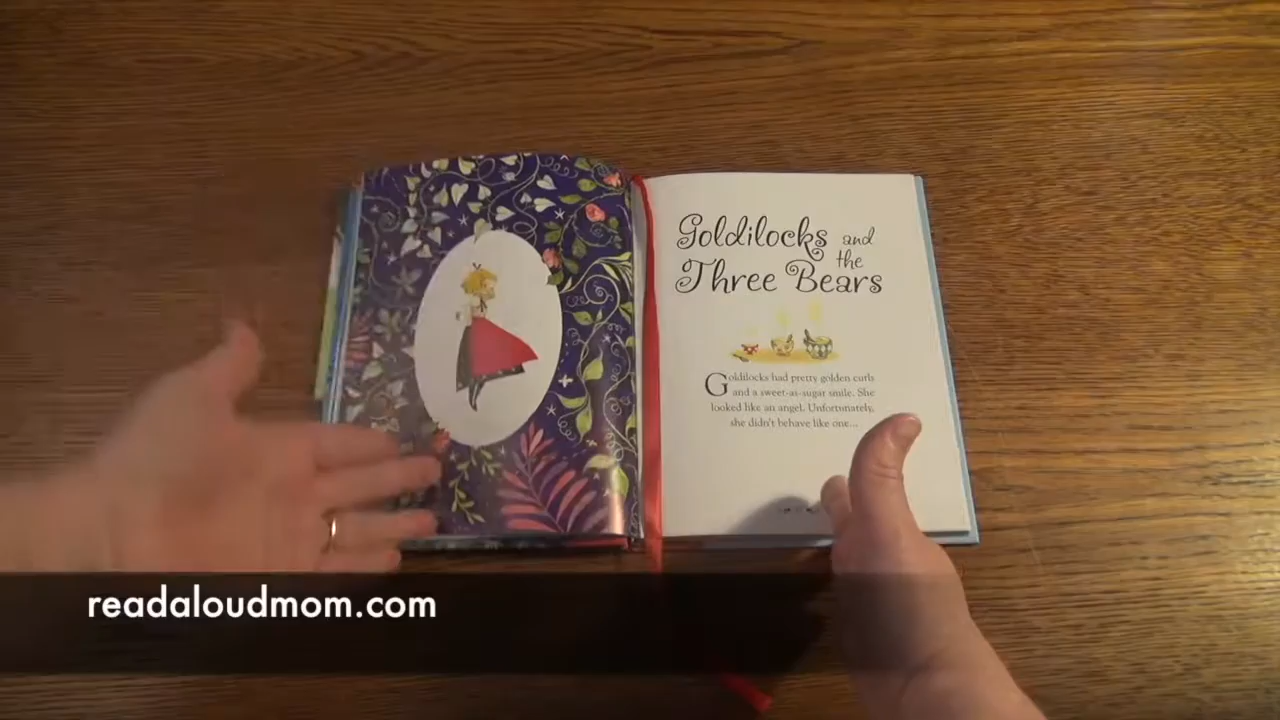 Goldilocks and
the
Three Bears
Goldilocks had pretty golden curls
and a sweet-as-sugar smile. She
looked like an angel. Unfortunately,
she didn't behave like one...
readaloudmom.com